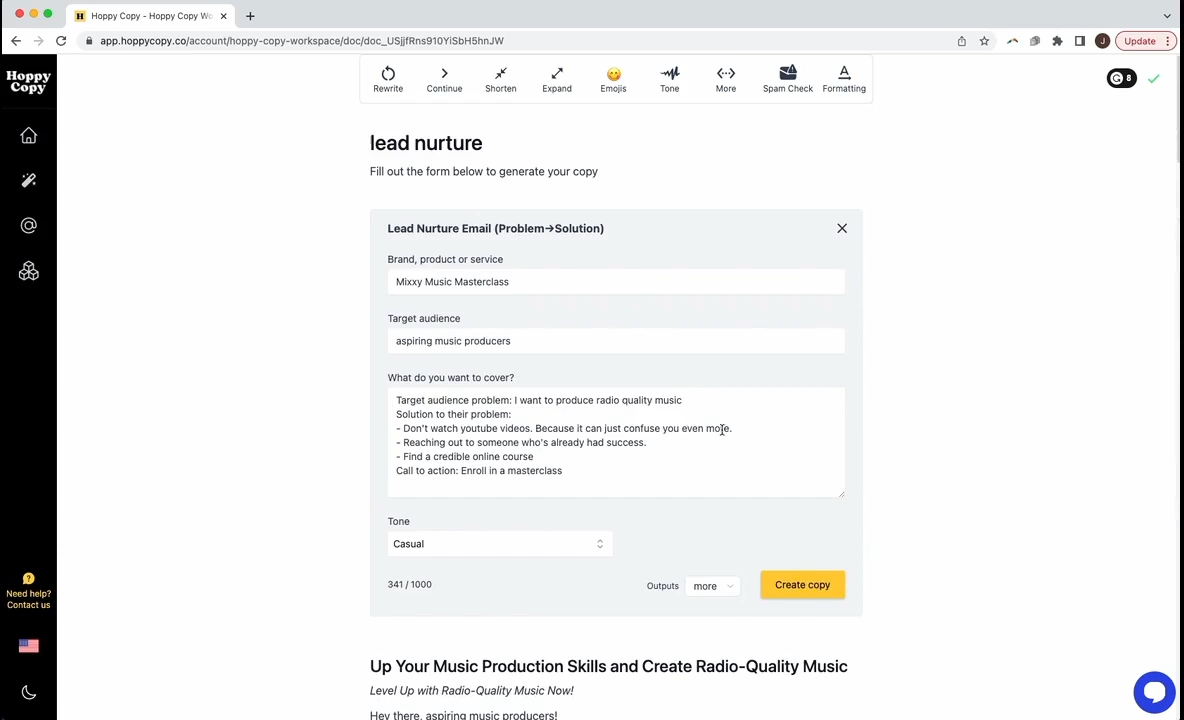 Hoppy Copy - Hoppy Copy Wo
app.hoppycopy.co/account/hoppy-copy-workspace/doc/doc_USjjfRns910YiSbH5hnJW
J
Update
Hoppy
Copy
Rewrite
Continue
Shorten
Expand
Emojis
Tone
More
Spam Check
Formatting
8
lead nurture
Fill out the form below to generate your copy
Lead Nurture Email (Problem→Solution)
Brand, product or service
Mixxy Music Masterclass
Target audience
aspiring music producers
What do you want to cover?
Target audience problem: I want to produce radio quality music
Solution to their problem:
- Don't watch youtube videos. Because it can just confuse you even more.
- Reaching out to someone who's already had success.
- Find a credible online course
Call to action: Enroll in a masterclass
Tone
Casual
341 / 1000
Outputs
more
Create copy
Need help?
Contact us
Up Your Music Production Skills and Create Radio-Quality Music
Level Up with Radio-Quality Music Now!
Hey there, aspiring music producers!